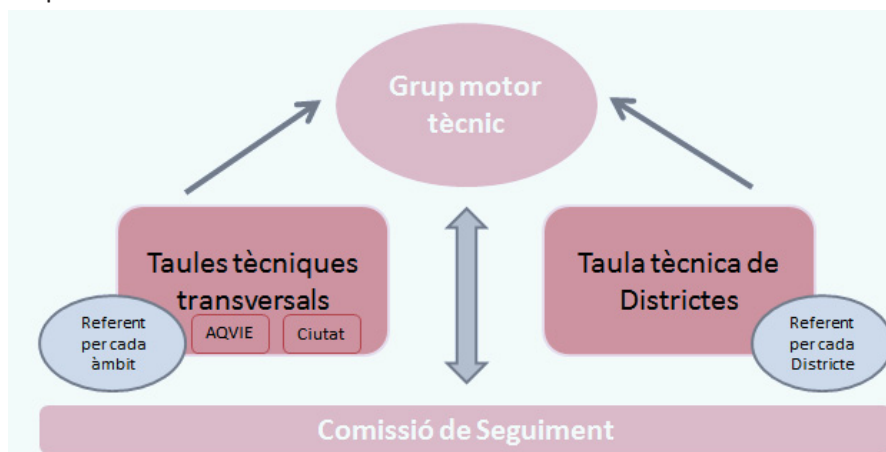 Grup motor
tècnic
Taules tècniques
transversals
AQVIE
Ciutat
Referent
per cada
àmbit
Taula tècnica de
Districtes
Referent
per cada
Districte
Comissió de Seguiment